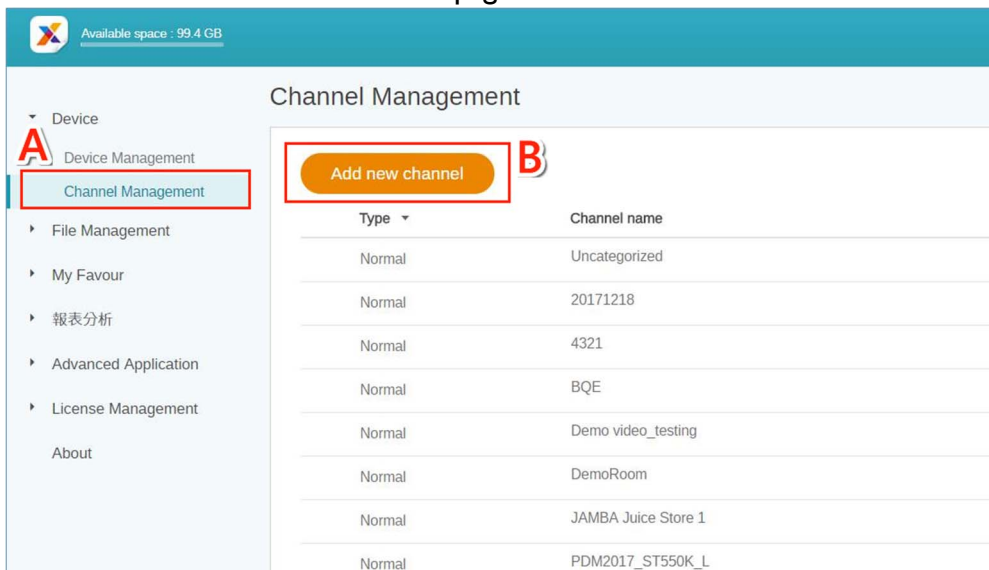 Available space : 99.4 GB
Channel Management
Device
A
Device Management
Channel Management
File Management
My Favour
報表分析
Advanced Application
License Management
About
Add new channel
B
Type Channel name
Normal Uncategorized
Normal 20171218
Normal 4321
Normal BQE
Normal Demo video_testing
Normal DemoRoom
Normal JAMBA Juice Store 1
Normal PDM2017_ST550K_L